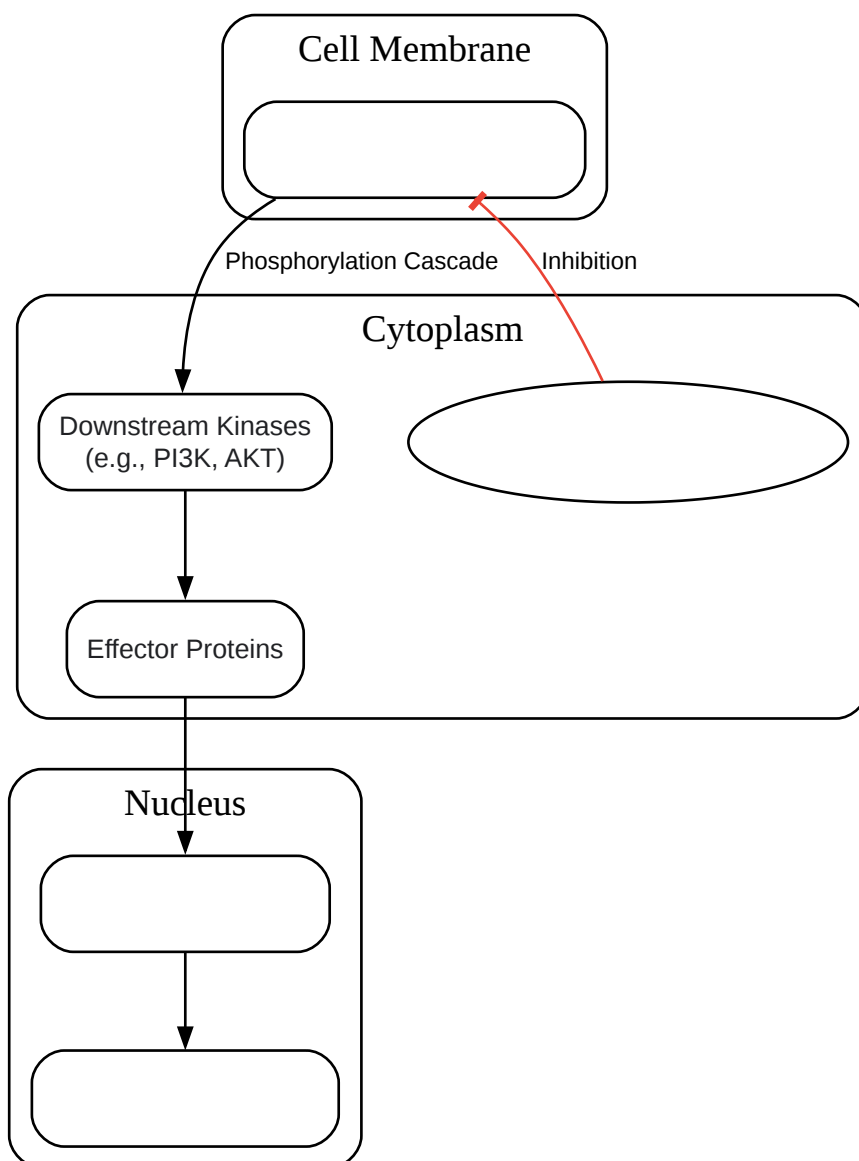 Cell Membrane
Phosphorylation Cascade
Inhibition
Cytoplasm
Downstream Kinases
(e.g., PI3K, AKT)
Effector Proteins
Nucleus